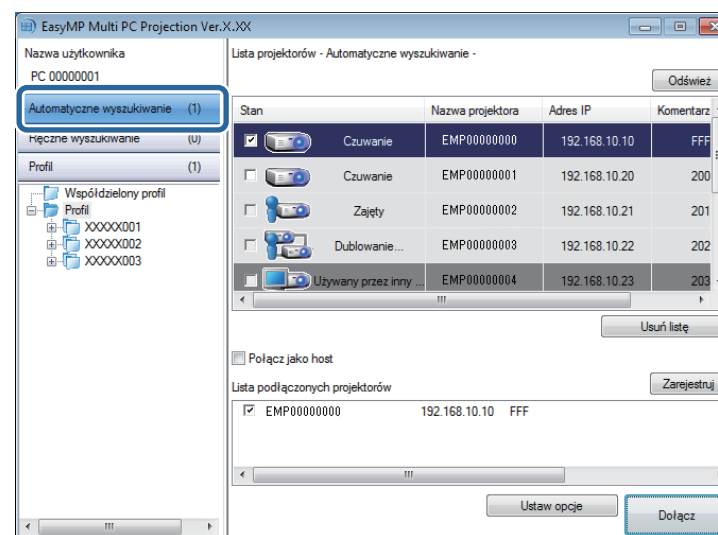 EasyMP Multi PC Projection Ver.X.XX
Nazwa użytkownika
PC 00000001
Automatyczne wyszukiwanie (1)
Ręczne wyszukiwanie (0)
Profil (1)
Współdzielony profil
Profil
XXXXX001
XXXXX002
XXXXX003
Lista projektorów - Automatyczne wyszukiwanie -
Odśwież
Stan Nazwa projektora Adres IP Komentarz
Czuwanie EMP00000000 192.168.10.10 FFF
Czuwanie EMP00000001 192.168.10.20 200
Zajęty EMP00000002 192.168.10.21 201
Dublowanie... EMP00000003 192.168.10.22 202
Używany przez inny ... EMP00000004 192.168.10.23 203
Usuń listę
Połącz jako host
Lista podłączonych projektorów
Zarejestruj
EMP00000000 192.168.10.10 FFF
Ustaw opcje
Dołącz